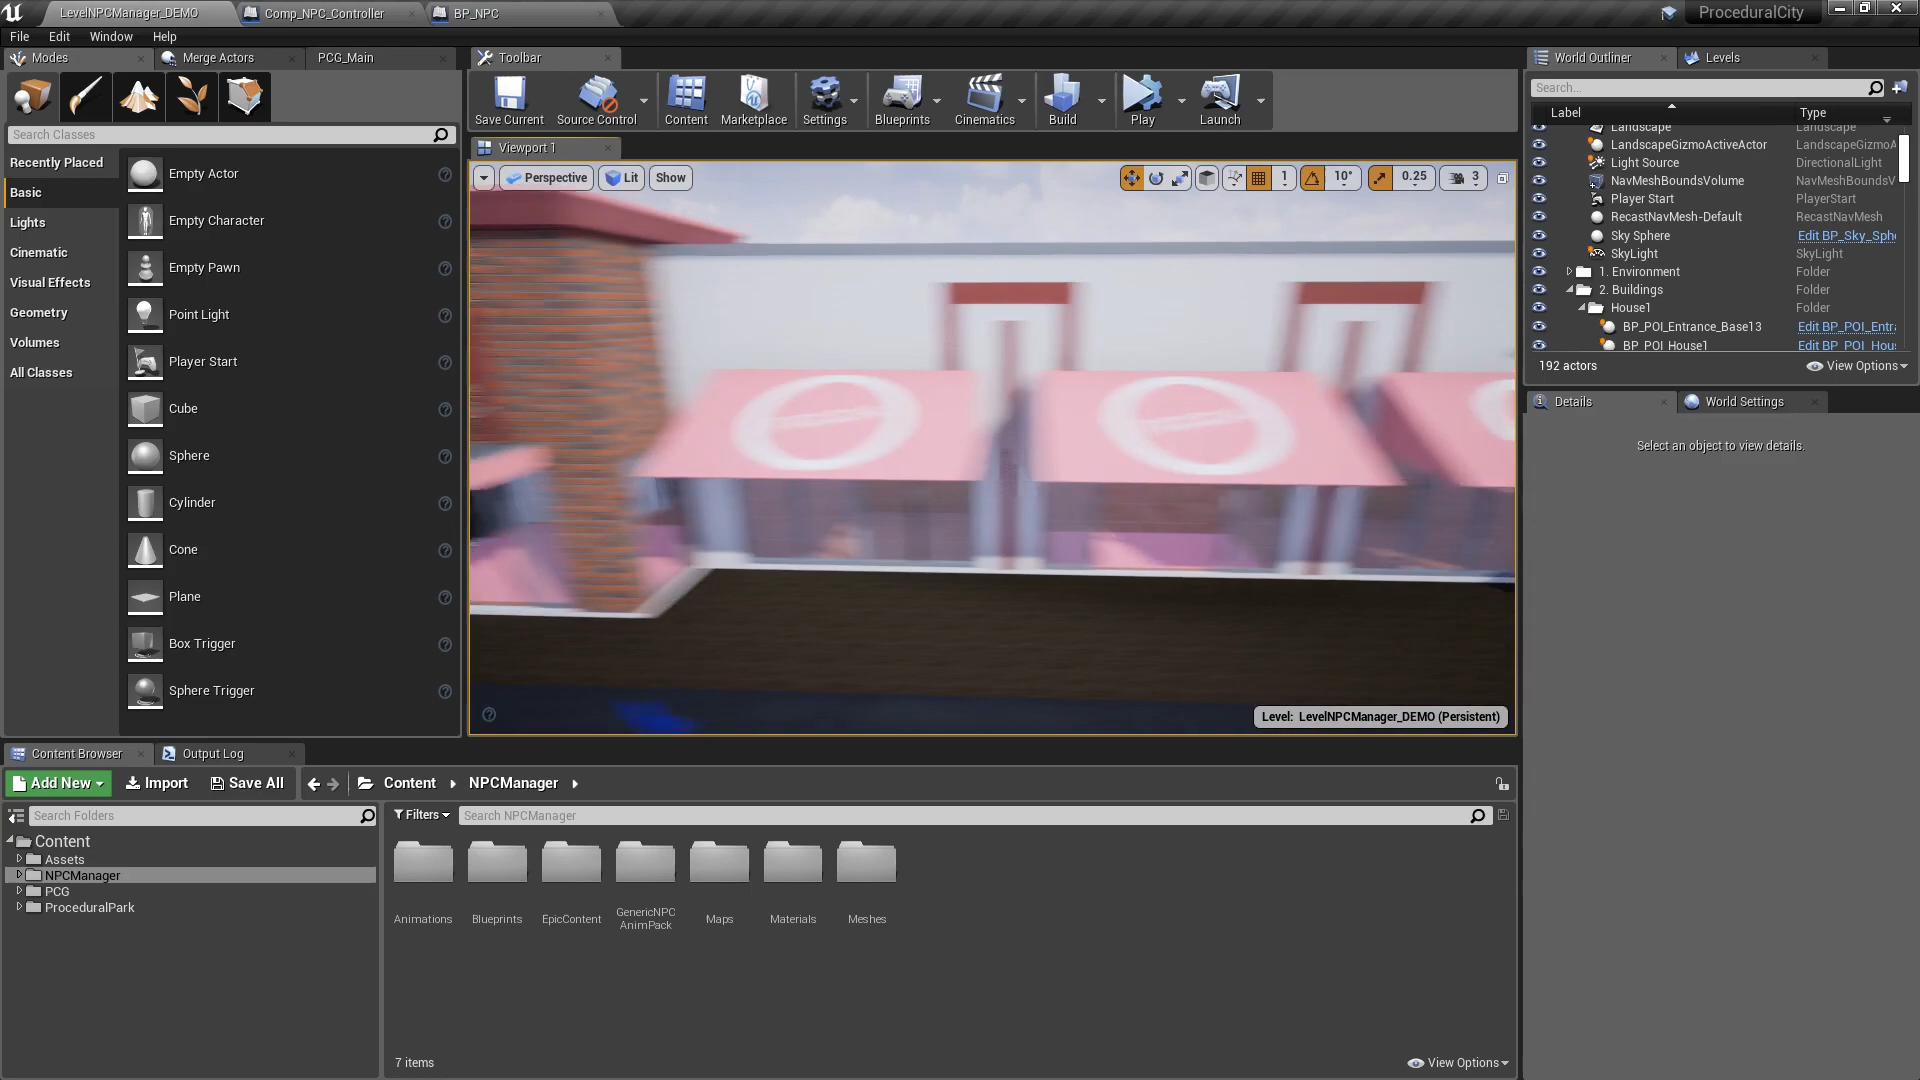 LevelNPCManager_DEMO
Comp_NPC_Controller
BP_NPC
ProceduralCity
File Edit Window Help
Modes
Merge Actors
PCG_Main
Toolbar
World Outliner
Levels
Search...
Save Current
Source Control
Content
Marketplace
Settings
Blueprints
Cinematics
Build
Play
Launch
Label
Type
Search Classes
Viewport 1
Perspective
Lit
Show
1
10°
0.25
3
Recently Placed
Basic
Lights
Cinematic
Visual Effects
Geometry
Volumes
All Classes
Empty Actor
Empty Character
Empty Pawn
Point Light
Player Start
Cube
Sphere
Cylinder
Cone
Plane
Box Trigger
Sphere Trigger
Landscape Landscape
LandscapeGizmoActiveActor LandscapeGizmoA
Light Source DirectionalLight
NavMeshBoundsVolume NavMeshBoundsV
Player Start PlayerStart
RecastNavMesh-Default RecastNavMesh
Sky Sphere Edit BP_Sky_Sph
SkyLight SkyLight
1. Environment Folder
2. Buildings Folder
House1 Folder
BP_POI_Entrance_Base13 Edit BP_POI_Entr
BP_POI_House1 Edit BP_POI_Hou
192 actors
View Options
Details
World Settings
Select an object to view details.
Level: LevelNPCManager_DEMO (Persistent)
Content Browser
Output Log
Add New
Import
Save All
Content
NPCManager
Search Folders
Filters
Search NPCManager
Content
Assets
NPCManager
PCG
ProceduralPark
Animations
Blueprints
EpicContent
GenericNPC
AnimPack
Maps
Materials
Meshes
7 items
View Options